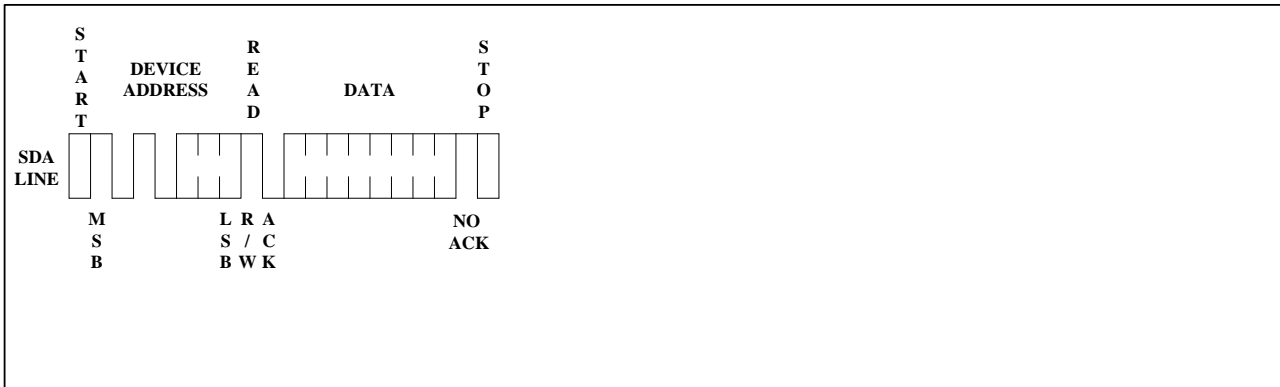 START
DEVICE
ADDRESS
READ
DATA
STOP
SDA
LINE
MSB
LSB
R/W
ACK
NO
ACK